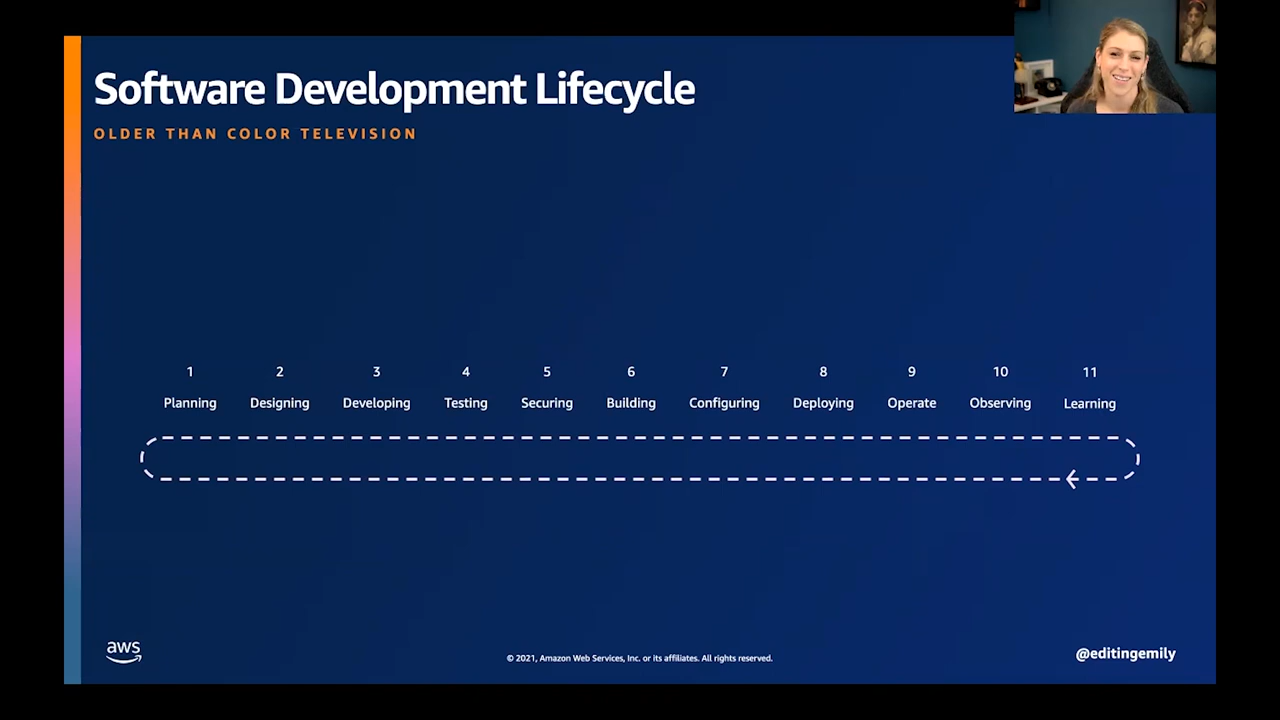 Software Development Lifecycle
OLDER THAN COLOR TELEVISION
1 2 3 4 5 6 7 8 9 10 11
Planning Designing Developing Testing Securing Building Configuring Deploying Operate Observing Learning
aws
© 2021, Amazon Web Services, Inc. or its affiliates. All rights reserved.
@editingemily